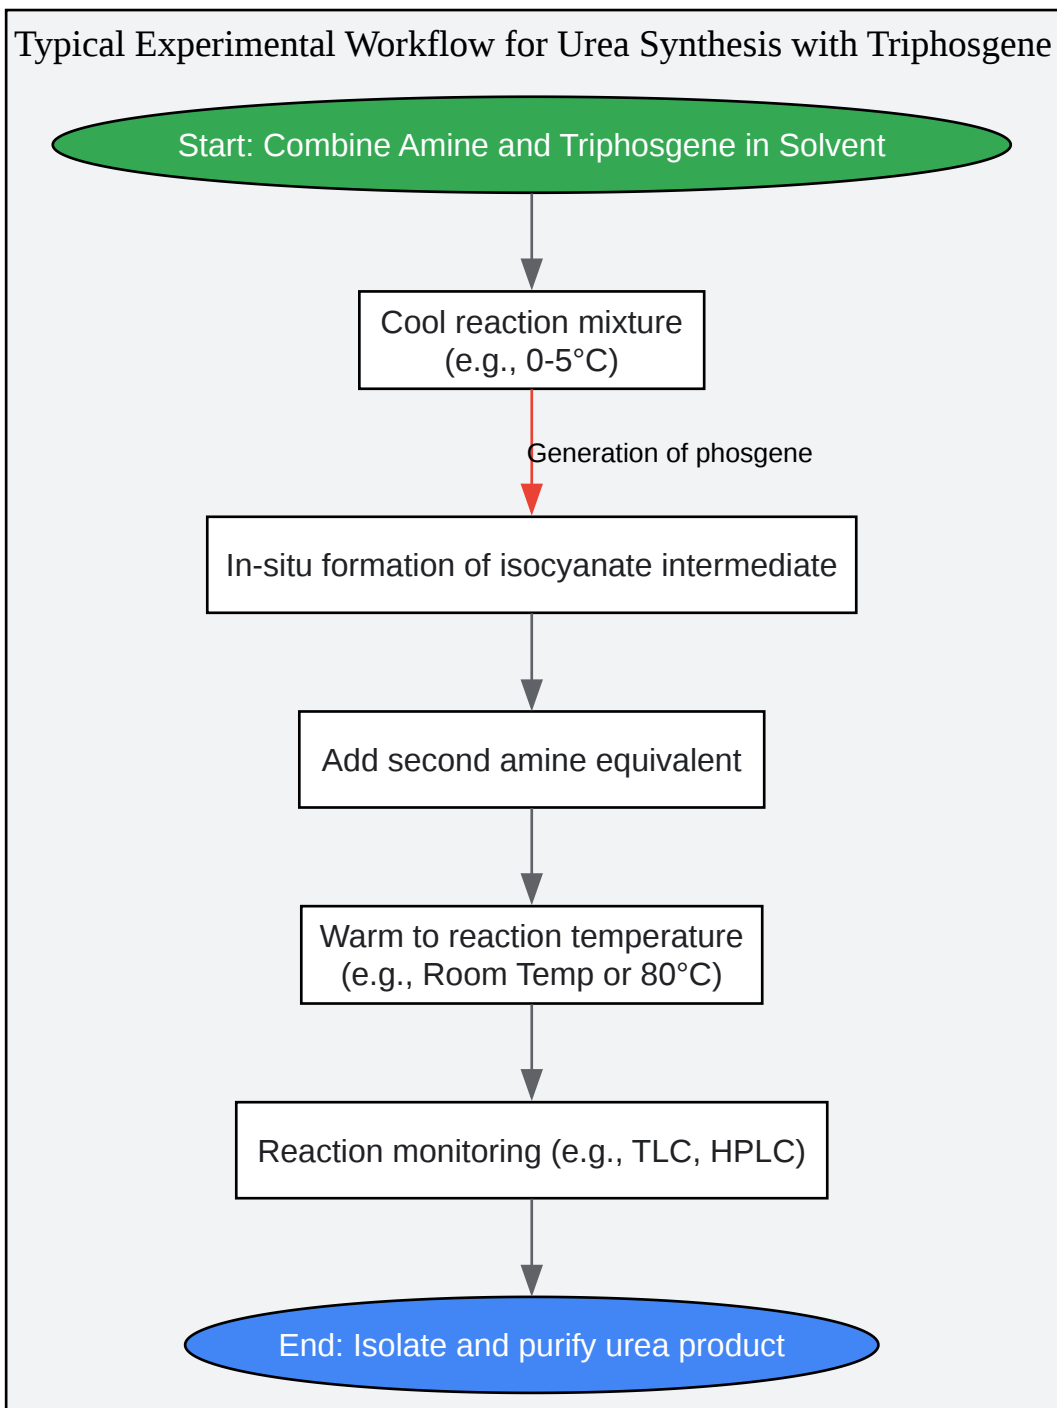 Typical Experimental Workflow for Urea Synthesis with Triphosgene
Start: Combine Amine and Triphosgene in Solvent
Cool reaction mixture
(e.g., 0-5°C)
Generation of phosgene
In-situ formation of isocyanate intermediate
Add second amine equivalent
Warm to reaction temperature
(e.g., Room Temp or 80°C)
Reaction monitoring (e.g., TLC, HPLC)
End: Isolate and purify urea product